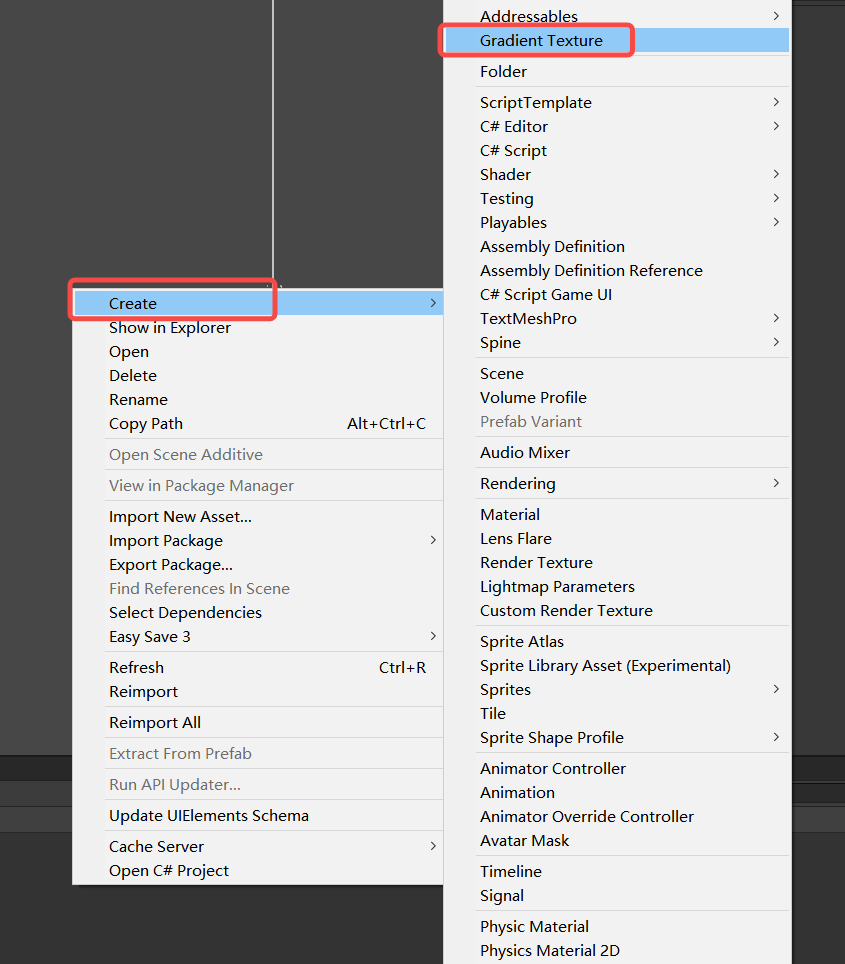 Create
Show in Explorer
Open
Delete
Rename
Copy Path Alt+Ctrl+C
Open Scene Additive
View in Package Manager
Import New Asset...
Import Package
Export Package...
Find References In Scene
Select Dependencies
Easy Save 3
Refresh Ctrl+R
Reimport
Reimport All
Extract From Prefab
Run API Updater...
Update UIElements Schema
Cache Server
Open C# Project
Addressables
Gradient Texture
Folder
ScriptTemplate
C# Editor
C# Script
Shader
Testing
Playables
Assembly Definition
Assembly Definition Reference
C# Script Game UI
TextMeshPro
Spine
Scene
Volume Profile
Prefab Variant
Audio Mixer
Rendering
Material
Lens Flare
Render Texture
Lightmap Parameters
Custom Render Texture
Sprite Atlas
Sprite Library Asset (Experimental)
Sprites
Tile
Sprite Shape Profile
Animator Controller
Animation
Animator Override Controller
Avatar Mask
Timeline
Signal
Physic Material
Physics Material 2D